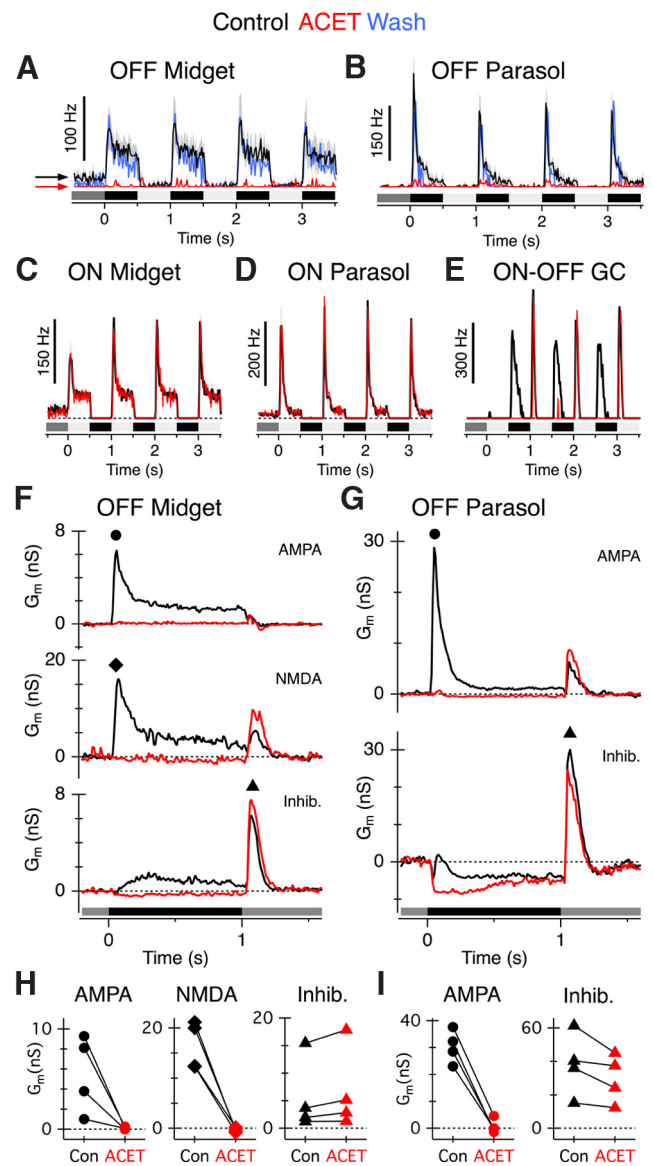 Control ACET Wash
A OFF Midget
100 Hz
0 1 2 3
Time (s)
B OFF Parasol
150 Hz
0 1 2 3
Time (s)
C ON Midget
150 Hz
0 1 2 3
Time (s)
D ON Parasol
200 Hz
0 1 2 3
Time (s)
E ON-OFF GC
300 Hz
0 1 2 3
Time (s)
F OFF Midget
AMPA
8
Gm (nS)
0
NMDA
20
Gm (nS)
0
Inhib.
8
Gm (nS)
0
0 1
Time (s)
G OFF Parasol
AMPA
30
Gm (nS)
0
Inhib.
30
Gm (nS)
0
0 1
Time (s)
H AMPA NMDA Inhib.
10
Gm(nS)
0
Con ACET
20
0
Con ACET
20
0
Con ACET
I AMPA Inhib.
40
Gm(nS)
0
Con ACET
60
0
Con ACET